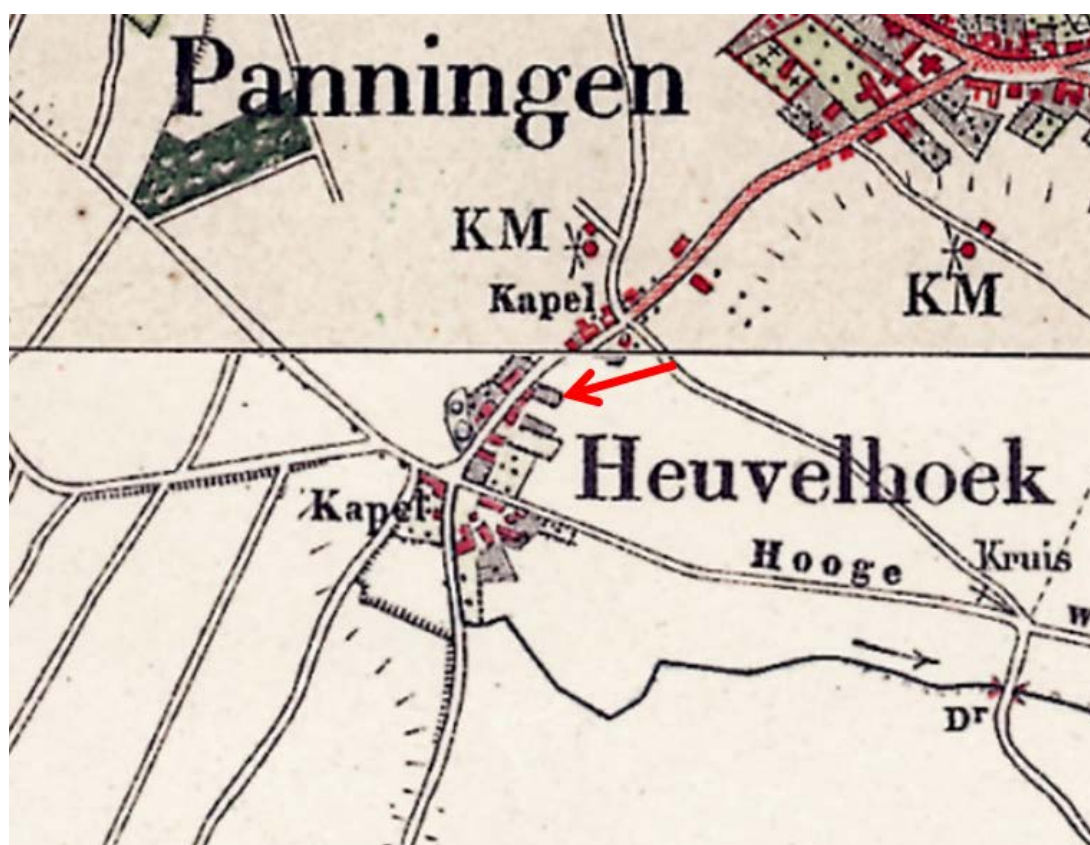 Panningen
KM
Kapel
KM
Heuvelhoek
Kapel
Hooge
Kruis
W
Dr